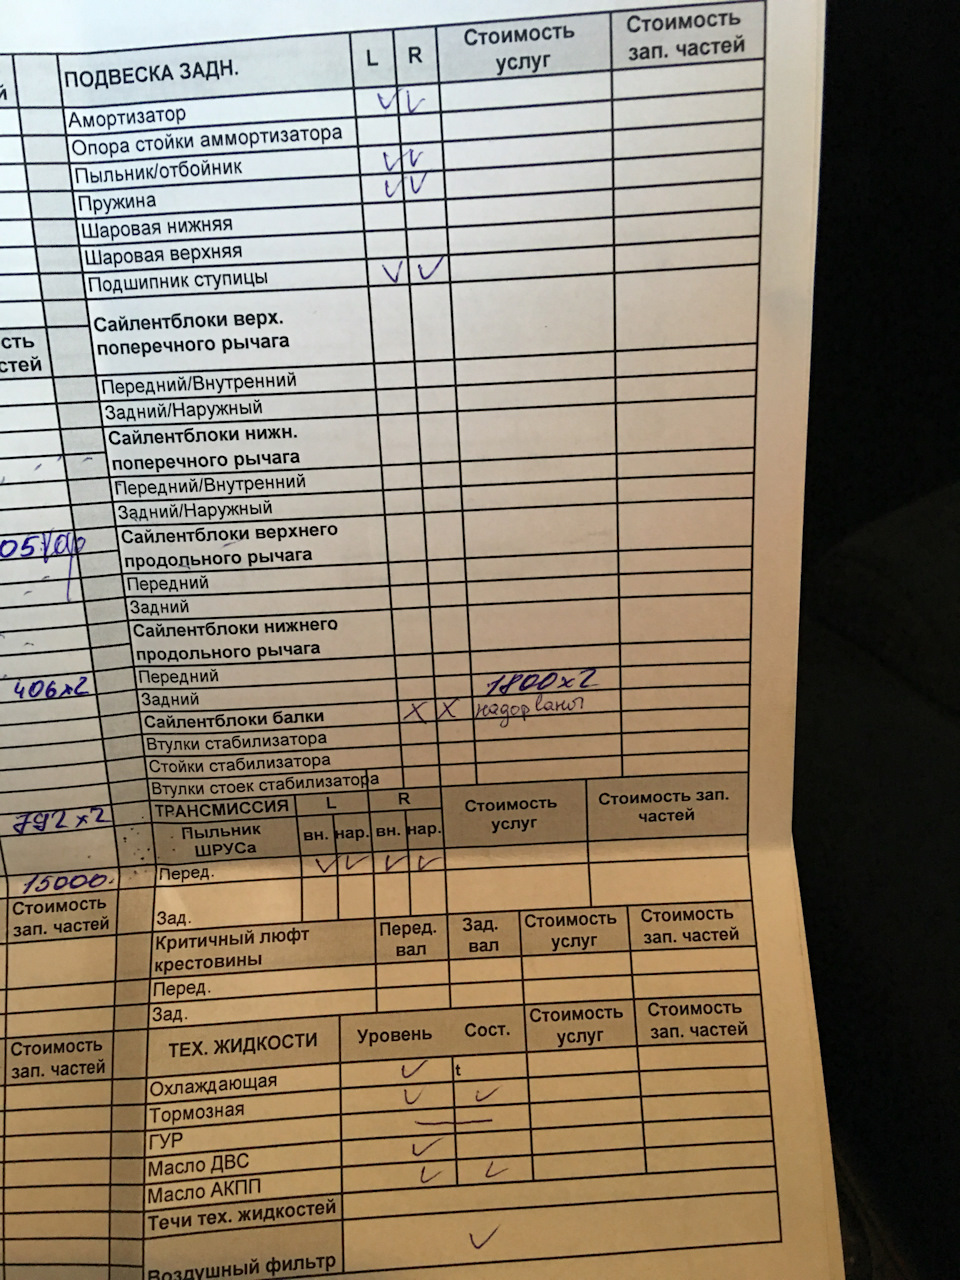 ПОДВЕСКА ЗАДН. L R Стоимость услуг Стоимость зап. частей
Амортизатор ✓ ✓
Опора стойки аммортизатора
Пыльник/отбойник ✓ ✓
Пружина ✓ ✓
Шаровая нижняя
Шаровая верхняя
Подшипник ступицы ✓ ✓
Сайлентблоки верх.
поперечного рычага
сть
стей
Передний/Внутренний
Задний/Наружный
Сайлентблоки нижн.
поперечного рычага
Передний/Внутренний
Задний/Наружный
Сайлентблоки верхнего
продольного рычага
Передний
Задний
Сайлентблоки нижнего
продольного рычага
Передний
406x2
1800x2
Задний
Сайлентблоки балки X X надорваны
Втулки стабилизатора
Стойки стабилизатора
Втулки стоек стабилизатора
792x2
ТРАНСМИССИЯ L R Стоимость услуг Стоимость зап. частей
Пыльник ШРУСа вн. нар. вн. нар.
15000.
Перед. ✓ ✓ ✓ ✓
Зад.
Стоимость
зап. частей
Критичный люфт крестовины Перед. вал Зад. вал Стоимость услуг Стоимость зап. частей
Перед.
Зад.
Стоимость
зап. частей
ТЕХ. ЖИДКОСТИ Уровень Сост. Стоимость услуг Стоимость зап. частей
Охлаждающая ✓ t
Тормозная ✓ ✓
ГУР —
Масло ДВС ✓
Масло АКПП ✓ ✓
Течи тех. жидкостей
Воздушный фильтр ✓